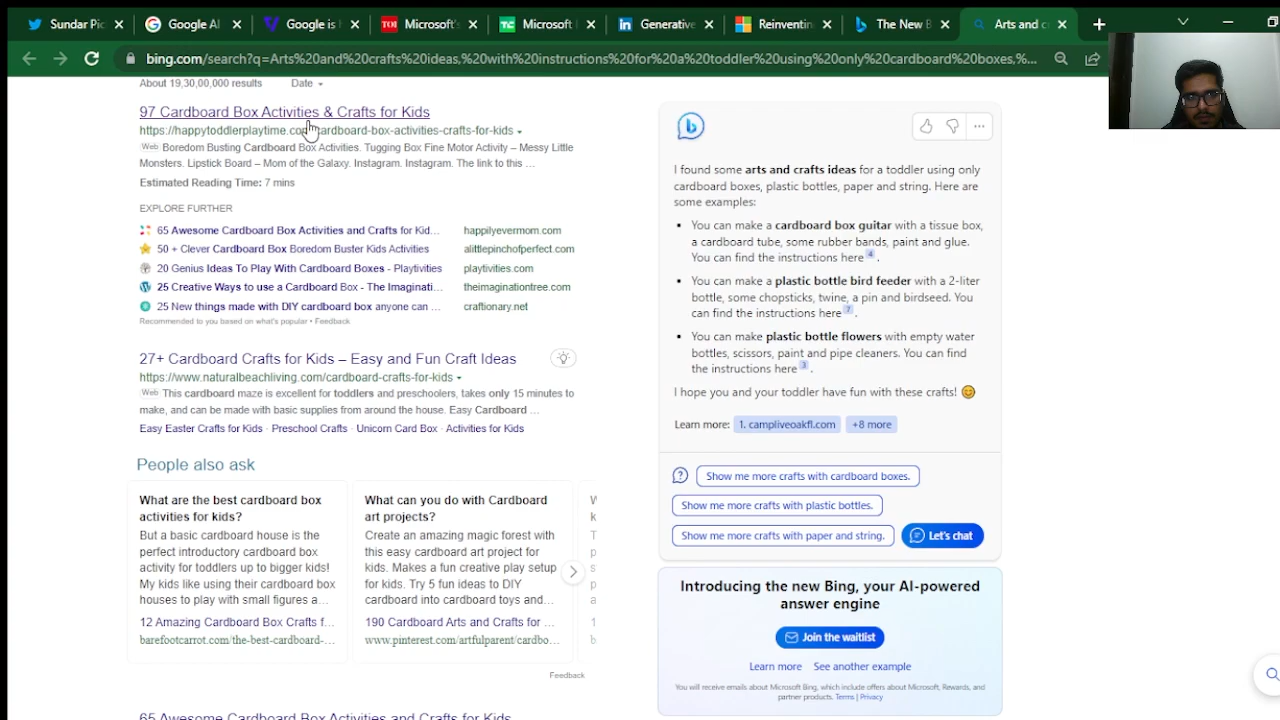 Sundar Pic
Google AI
Google is
TOI
Microsoft's
Microsoft
Generative
Reinventin
The New B
Arts and c
bing.com/search?q=Arts%20and%20crafts%20ideas,%20with%20instructions%20for%20a%20toddler%20using%20only%20cardboard%20boxes,%...
About 19,30,00,000 results
Date
97 Cardboard Box Activities & Crafts for Kids
https://happytoddlerplaytime.com/cardboard-box-activities-crafts-for-kids
Web Boredom Busting Cardboard Box Activities. Tugging Box Fine Motor Activity – Messy Little
Monsters. Lipstick Board – Mom of the Galaxy. Instagram. Instagram. The link to this ...
Estimated Reading Time: 7 mins
EXPLORE FURTHER
65 Awesome Cardboard Box Activities and Crafts for Kid... happilyevermom.com
50 + Clever Cardboard Box Boredom Buster Kids Activities alittlepinchofperfect.com
20 Genius Ideas To Play With Cardboard Boxes - Playtivities playtivities.com
25 Creative Ways to use a Cardboard Box - The Imaginati... theimaginationtree.com
25 New things made with DIY cardboard box anyone can ... craftionary.net
Recommended to you based on what's popular • Feedback
27+ Cardboard Crafts for Kids – Easy and Fun Craft Ideas
https://www.naturalbeachliving.com/cardboard-crafts-for-kids
Web This cardboard maze is excellent for toddlers and preschoolers, takes only 15 minutes to
make, and can be made with basic supplies from around the house. Easy Cardboard ...
Easy Easter Crafts for Kids · Preschool Crafts · Unicorn Card Box · Activities for Kids
People also ask
What are the best cardboard box
activities for kids?
But a basic cardboard house is the
perfect introductory cardboard box
activity for toddlers up to bigger kids!
My kids like using their cardboard box
houses to play with small figures a...
12 Amazing Cardboard Box Crafts f...
barefootcarrot.com/the-best-cardboard-...
What can you do with Cardboard
art projects?
Create an amazing magic forest with
this easy cardboard art project for
kids. Makes a fun creative play setup
for kids. Try 5 fun ideas to DIY
cardboard into cardboard toys and...
190 Cardboard Arts and Crafts for ...
www.pinterest.com/artfulparent/cardbo...
Feedback
65 Awesome Cardboard Box Activities and Crafts for Kids
I found some arts and crafts ideas for a toddler using only
cardboard boxes, plastic bottles, paper and string. Here are
some examples:
• You can make a cardboard box guitar with a tissue box,
a cardboard tube, some rubber bands, paint and glue.
You can find the instructions here 4 .
• You can make a plastic bottle bird feeder with a 2-liter
bottle, some chopsticks, twine, a pin and birdseed. You
can find the instructions here 7 .
• You can make plastic bottle flowers with empty water
bottles, scissors, paint and pipe cleaners. You can find
the instructions here 3 .
I hope you and your toddler have fun with these crafts! 😊
Learn more: 1. campliveoakfl.com +8 more
Show me more crafts with cardboard boxes.
Show me more crafts with plastic bottles.
Show me more crafts with paper and string.
Let's chat
Introducing the new Bing, your AI-powered
answer engine
Join the waitlist
Learn more See another example
You will receive emails about Microsoft Bing, which include offers about Microsoft, Rewards, and
partner products. Terms | Privacy